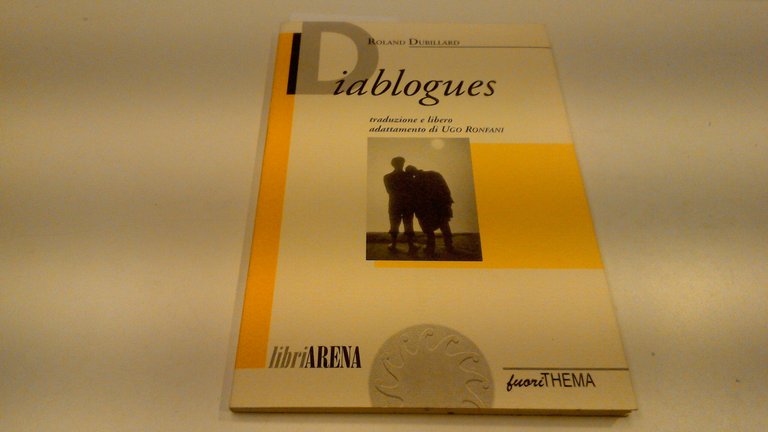 ROLAND DUBILLARD
Diablogues
traduzione e libero
adattamento di UGO RONFANI
libriARENA
fuoriTHEMA